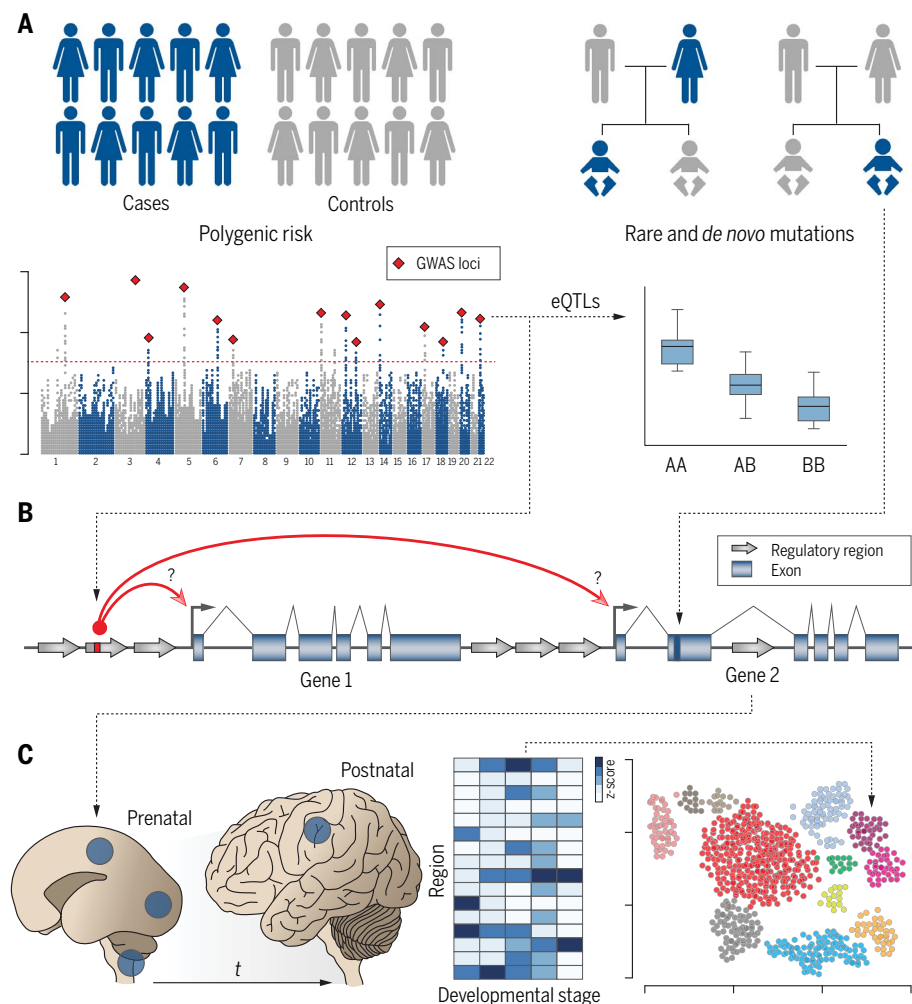 A
Cases
Controls
Polygenic risk
Rare and de novo mutations
GWAS loci
eQTLs
1 2 3 4 5 6 7 8 9 10 11 12 13 14 15 16 17 18 19 20 21 22
AA AB BB
B
Regulatory region
Exon
?
?
Gene 1
Gene 2
C
Prenatal
Postnatal
t
Region
z-score
Developmental stage